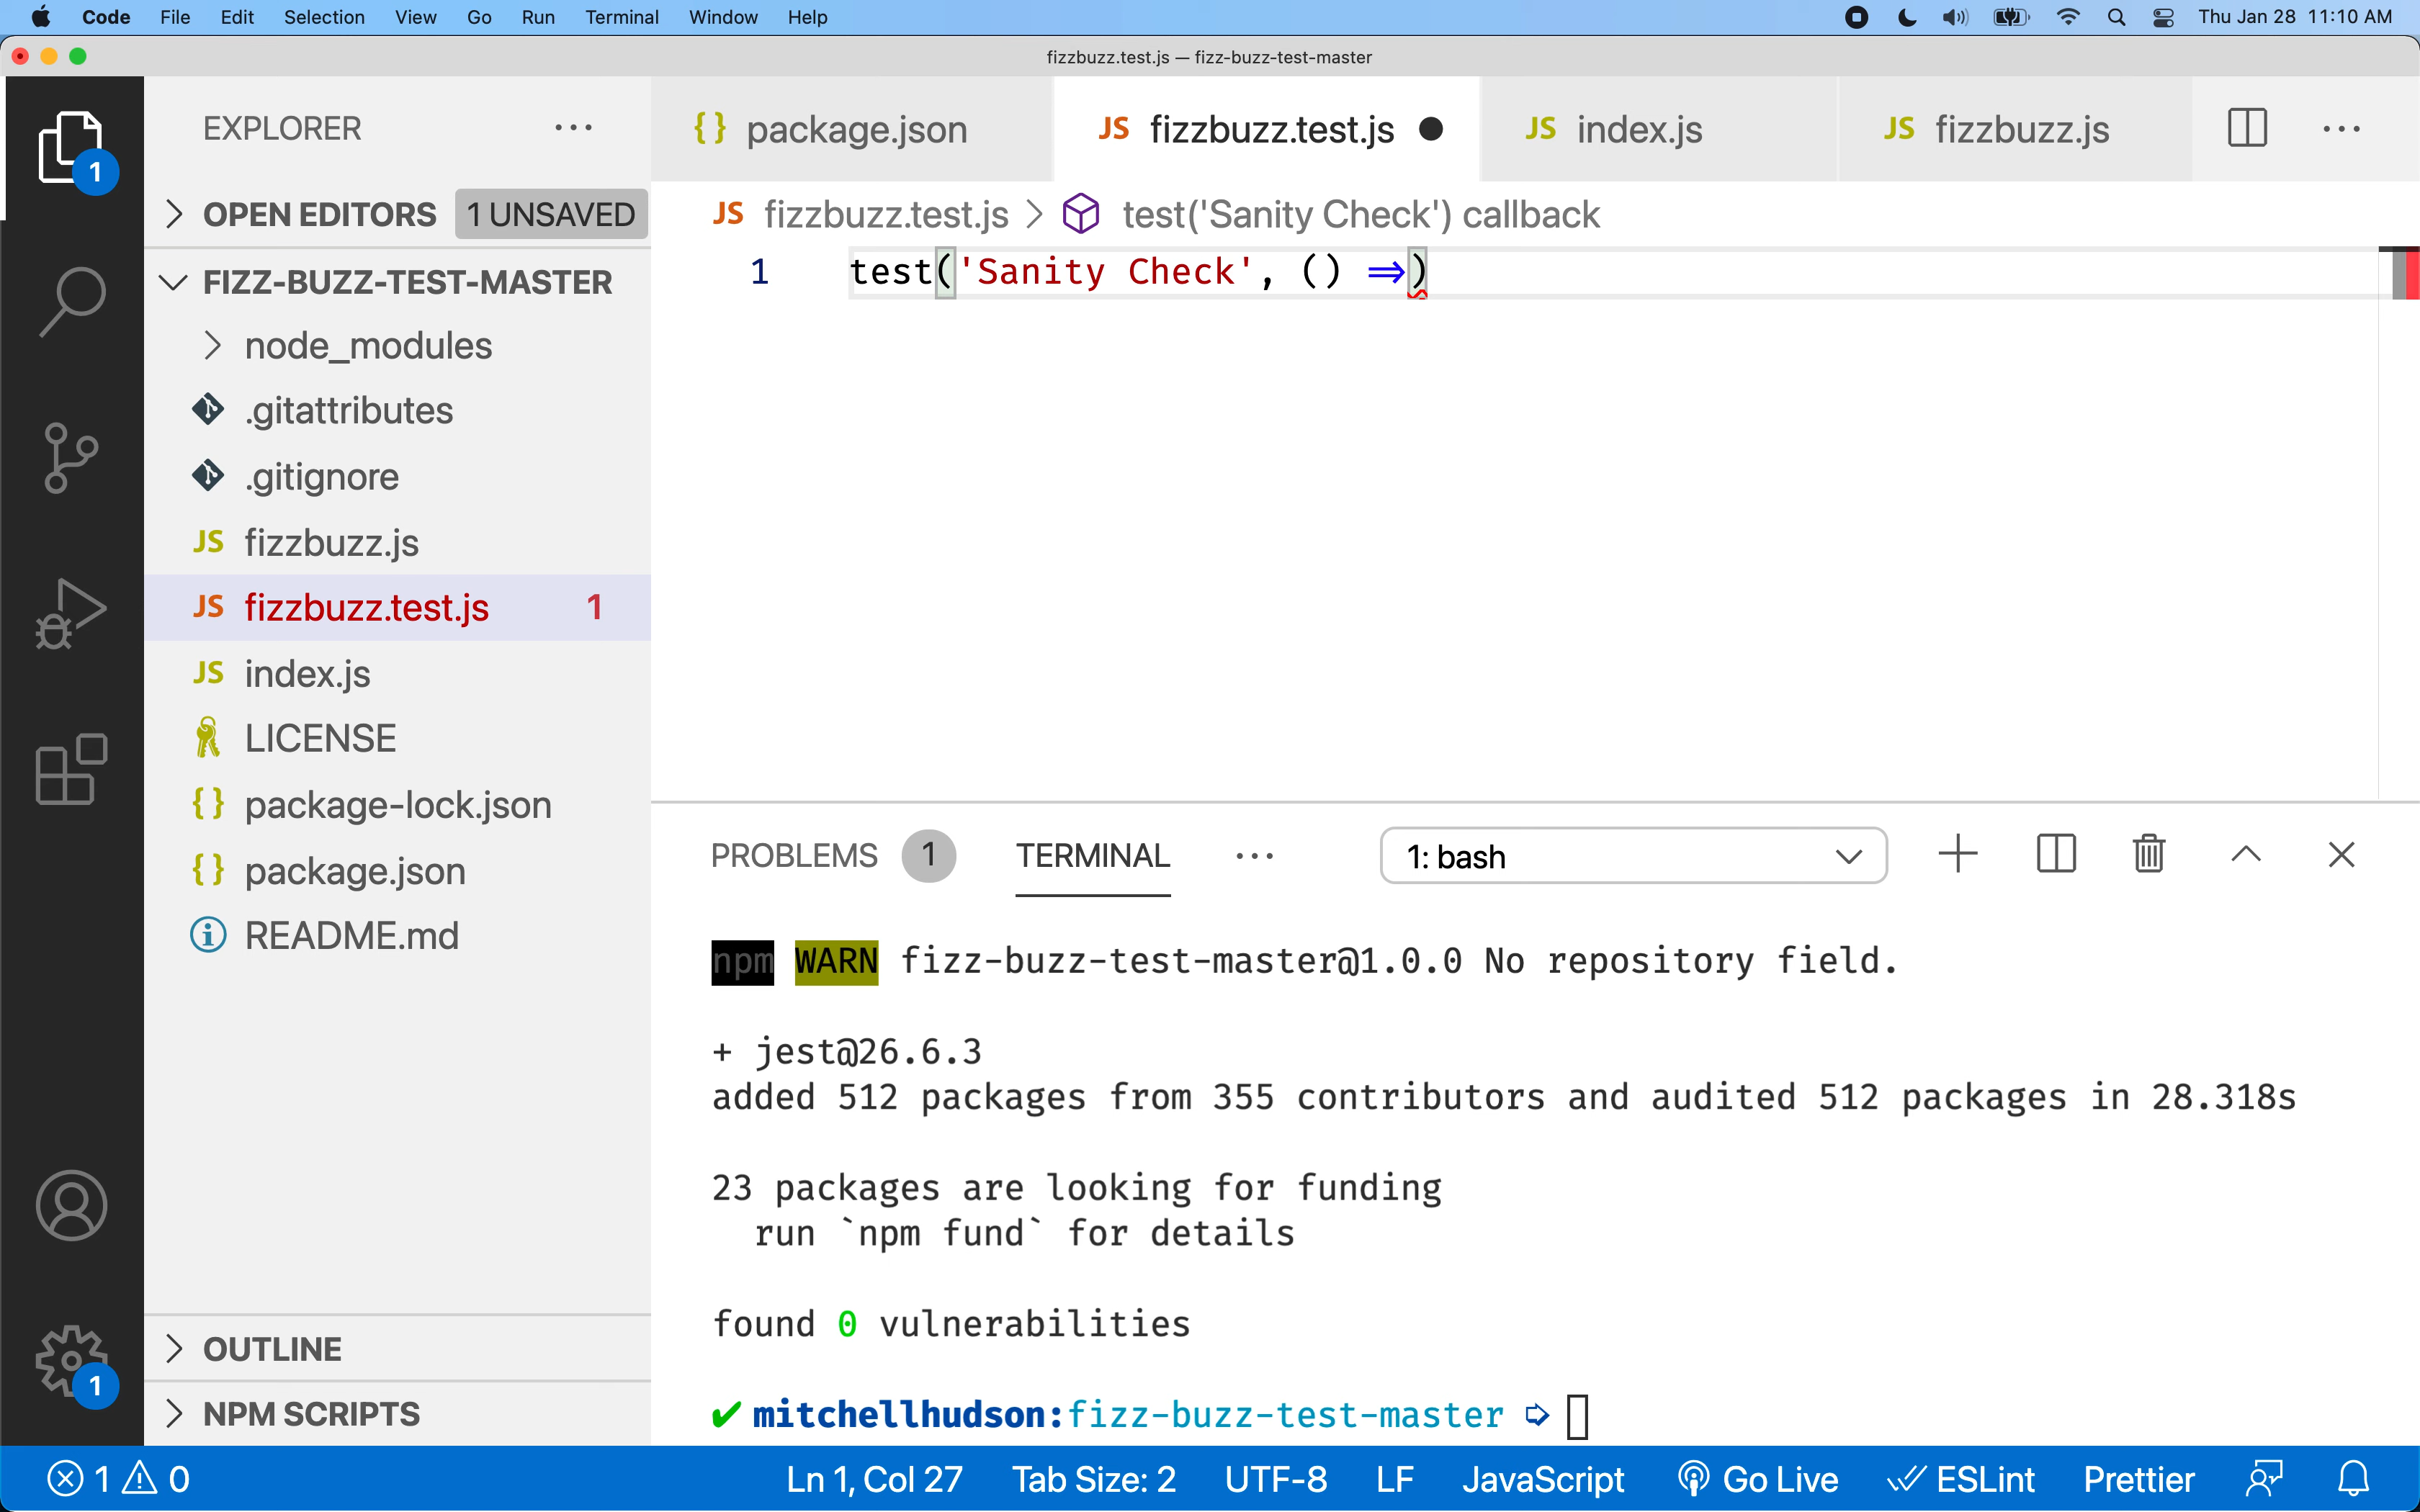 Code File Edit Selection View Go Run Terminal Window Help Thu Jan 28 11:10 AM
fizzbuzz.test.js — fizz-buzz-test-master
EXPLORER
1
OPEN EDITORS 1 UNSAVED
FIZZ-BUZZ-TEST-MASTER
node_modules
.gitattributes
.gitignore
JS fizzbuzz.js
JS fizzbuzz.test.js 1
JS index.js
LICENSE
{} package-lock.json
{} package.json
README.md
OUTLINE
1
NPM SCRIPTS
{} package.json JS fizzbuzz.test.js JS index.js JS fizzbuzz.js
JS fizzbuzz.test.js > test('Sanity Check') callback
1 test('Sanity Check', () =>)
PROBLEMS 1 TERMINAL 1: bash
npm WARN fizz-buzz-test-master@1.0.0 No repository field.
+ jest@26.6.3
added 512 packages from 355 contributors and audited 512 packages in 28.318s
23 packages are looking for funding
run `npm fund` for details
found 0 vulnerabilities
✔ mitchellhudson:fizz-buzz-test-master ➩
1 0 Ln 1, Col 27 Tab Size: 2 UTF-8 LF JavaScript Go Live ESLint Prettier